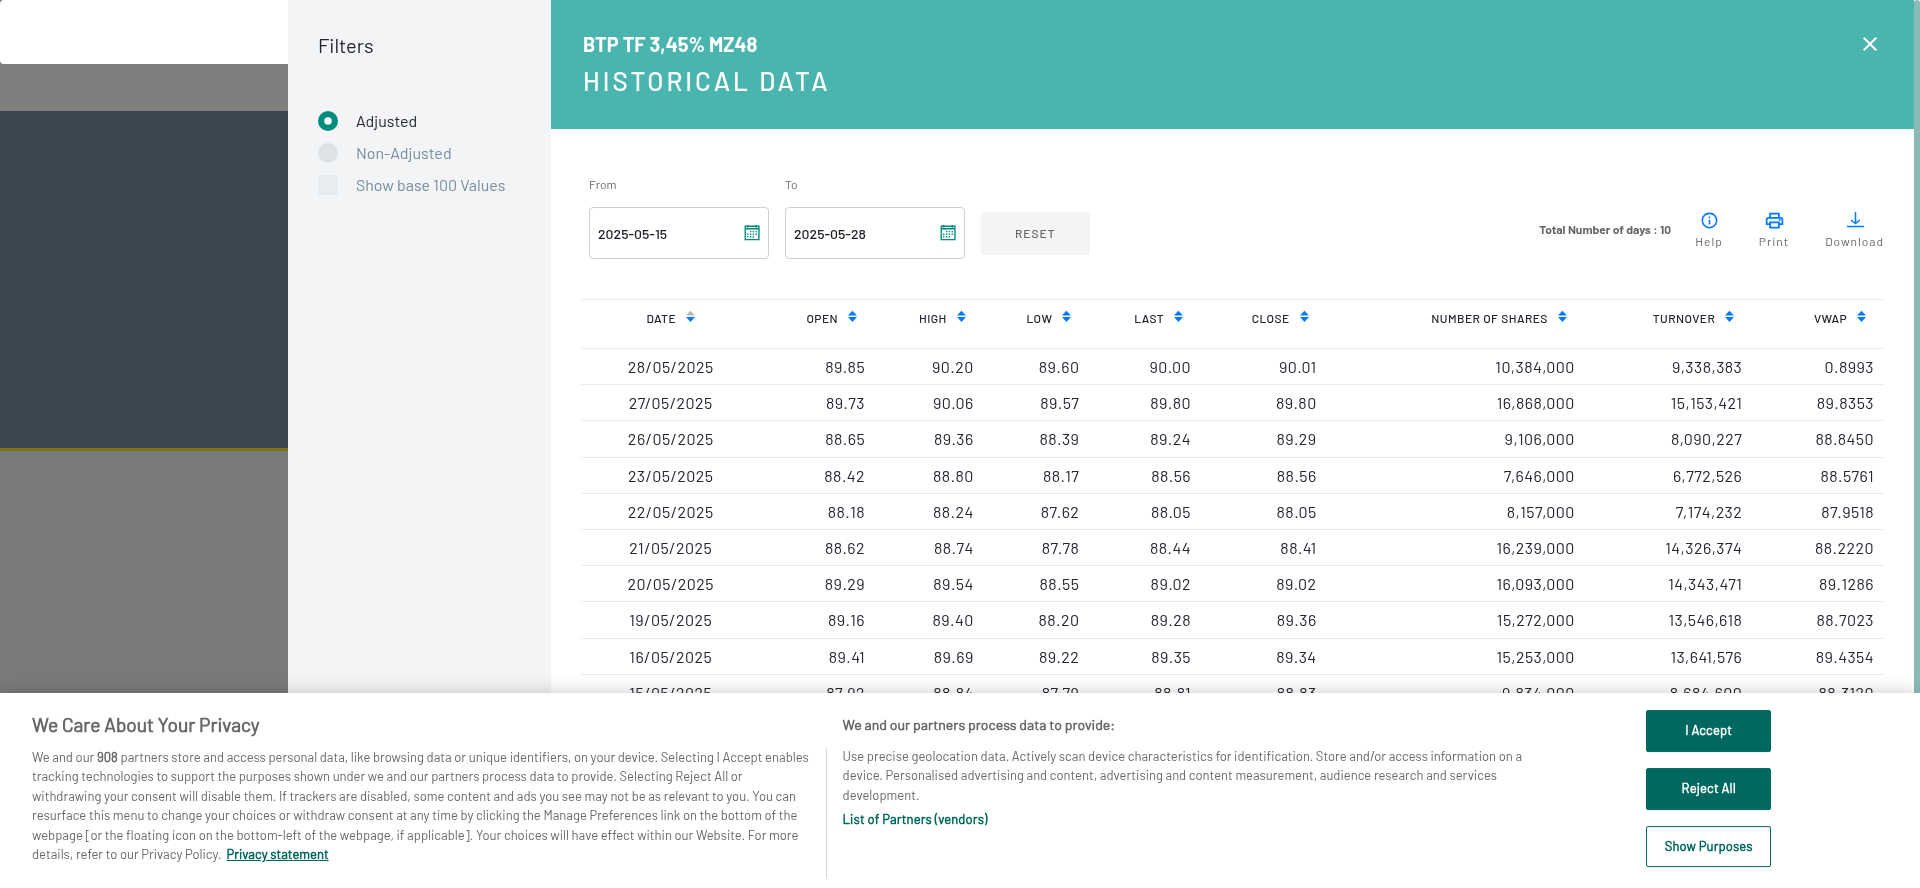 Filters
Adjusted
Non-Adjusted
Show base 100 Values
BTP TF 3,45% MZ48
HISTORICAL DATA
From
To
2025-05-15
2025-05-28
RESET
Total Number of days : 10
Help
Print
Download
DATE OPEN HIGH LOW LAST CLOSE NUMBER OF SHARES TURNOVER VWAP
28/05/2025 89.85 90.20 89.60 90.00 90.01 10,384,000 9,338,383 0.8993
27/05/2025 89.73 90.06 89.57 89.80 89.80 16,868,000 15,153,421 89.8353
26/05/2025 88.65 89.36 88.39 89.24 89.29 9,106,000 8,090,227 88.8450
23/05/2025 88.42 88.80 88.17 88.56 88.56 7,646,000 6,772,526 88.5761
22/05/2025 88.18 88.24 87.62 88.05 88.05 8,157,000 7,174,232 87.9518
21/05/2025 88.62 88.74 87.78 88.44 88.41 16,239,000 14,326,374 88.2220
20/05/2025 89.29 89.54 88.55 89.02 89.02 16,093,000 14,343,471 89.1286
19/05/2025 89.16 89.40 88.20 89.28 89.36 15,272,000 13,546,618 88.7023
16/05/2025 89.41 89.69 89.22 89.35 89.34 15,253,000 13,641,576 89.4354
15/05/2025
We Care About Your Privacy
We and our 908 partners store and access personal data, like browsing data or unique identifiers, on your device. Selecting I Accept enables
tracking technologies to support the purposes shown under we and our partners process data to provide. Selecting Reject All or
withdrawing your consent will disable them. If trackers are disabled, some content and ads you see may not be as relevant to you. You can
resurface this menu to change your choices or withdraw consent at any time by clicking the Manage Preferences link on the bottom of the
webpage [or the floating icon on the bottom-left of the webpage, if applicable]. Your choices will have effect within our Website. For more
details, refer to our Privacy Policy. Privacy statement
We and our partners process data to provide:
Use precise geolocation data. Actively scan device characteristics for identification. Store and/or access information on a
device. Personalised advertising and content, advertising and content measurement, audience research and services
development.
List of Partners (vendors)
I Accept
Reject All
Show Purposes